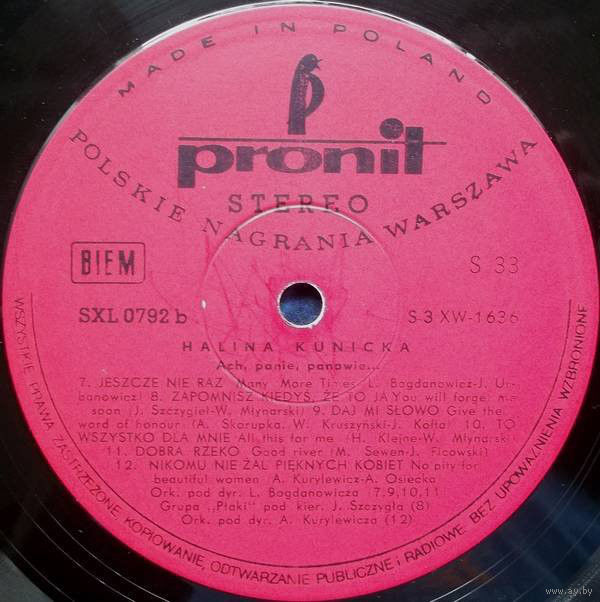 MADE IN POLAND
pronit
STEREO
POLSKIE NAGRANIA WARSZAWA
BIEM
S 33
SXL 0792 b
S 3 XW-1636
HALINA KUNICKA
Ach, panie, panowie...
7. JESZCZE NIE RAZ Many More Times L. Bogdanowicz-J. Ur-
banowicz) 8. ZAPOMNISZ KIEDYŚ, ŻE TO JA You will forget me
soon (J. Szczygieł-W. Młynarski) 9. DAJ MI SŁOWO Give the
word of honour (A. Skorupka, W. Kruszyński-J. Kofta) 10. TO
WSZYSTKO DLA MNIE All this for me (H. Klejne-W. Młynarski)
11. DOBRA RZEKO Good river (M. Sewen-J. Ficowski)
12. NIKOMU NIE ŻAL PIĘKNYCH KOBIET No pity for
beautiful women (A. Kurylewicz-A. Osiecka)
Ork. pod dyr. L. Bogdanowicza 7,9,10,11)
Grupa „Ptaki" pod kier. J. Szczygła (8)
Ork. pod dyr. A. Kurylewicza (12)
WSZYSTKIE PRAWA ZASTRZEŻONE, KOPIOWANIE, ODTWARZANIE PUBLICZNE i RADIOWE BEZ UPOWAŻNIENIA WZBRONIONE
www.ay.by